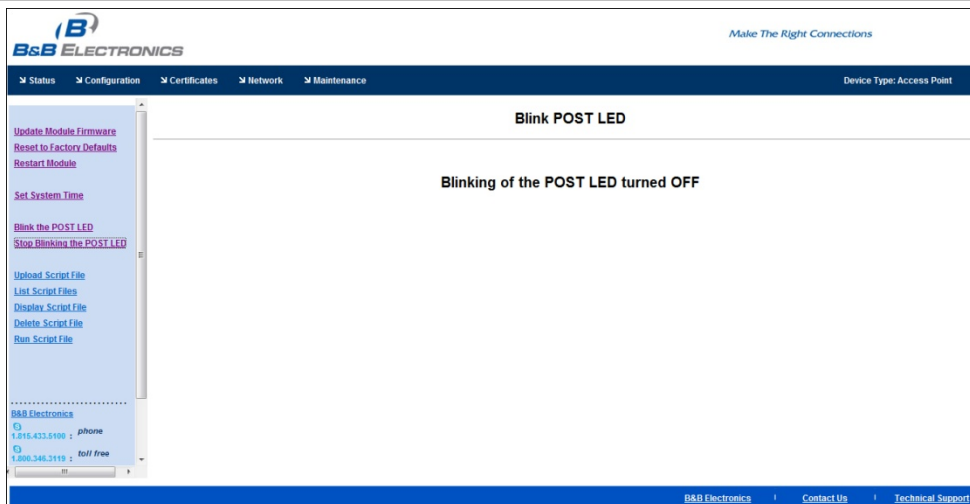 B&B ELECTRONICS
Make The Right Connections
Status Configuration Certificates Network Maintenance Device Type: Access Point
Blink POST LED
Update Module Firmware
Reset to Factory Defaults
Restart Module
Blinking of the POST LED turned OFF
Set System Time
Blink the POST LED
Stop Blinking the POST LED
Upload Script File
List Script Files
Display Script File
Delete Script File
Run Script File
B&B Electronics
1.815.433.5100 : phone
1.800.346.3119 : toll free
B&B Electronics | Contact Us | Technical Support